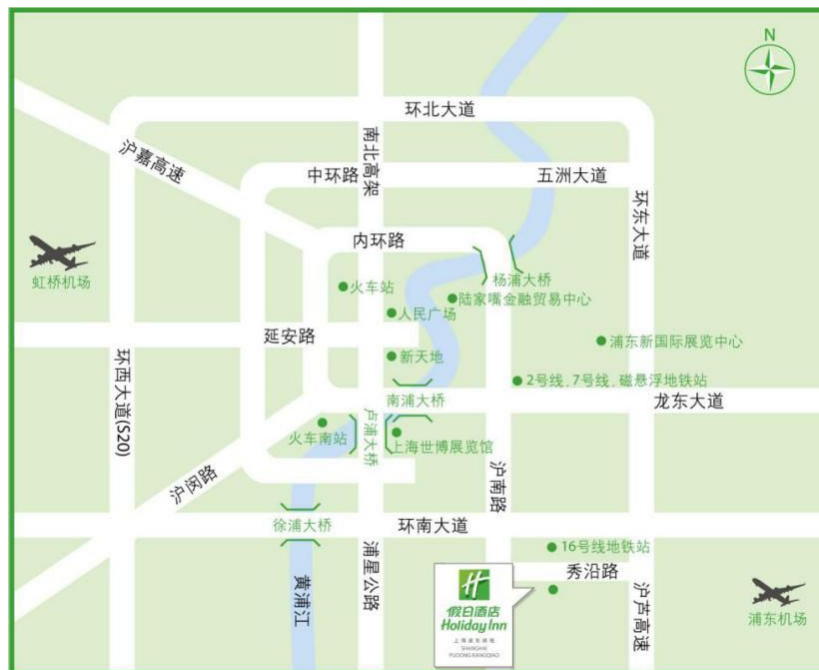 N
环北大道
沪嘉高速
南北高架
中环路
五洲大道
环东大道
内环路
虹桥机场
杨浦大桥
火车站
陆家嘴金融贸易中心
人民广场
延安路
浦东新国际展览中心
新天地
2号线, 7号线, 磁悬浮地铁站
环西大道(S20)
南浦大桥
龙东大道
卢浦大桥
火车南站
上海世博展览馆
沪闵路
沪南路
徐浦大桥
环南大道
16号线地铁站
黄浦江
浦星公路
秀沿路
沪芦高速
浦东机场
H
假日酒店
Holiday Inn
SHANGHAI
PUDONG KANGQIAO